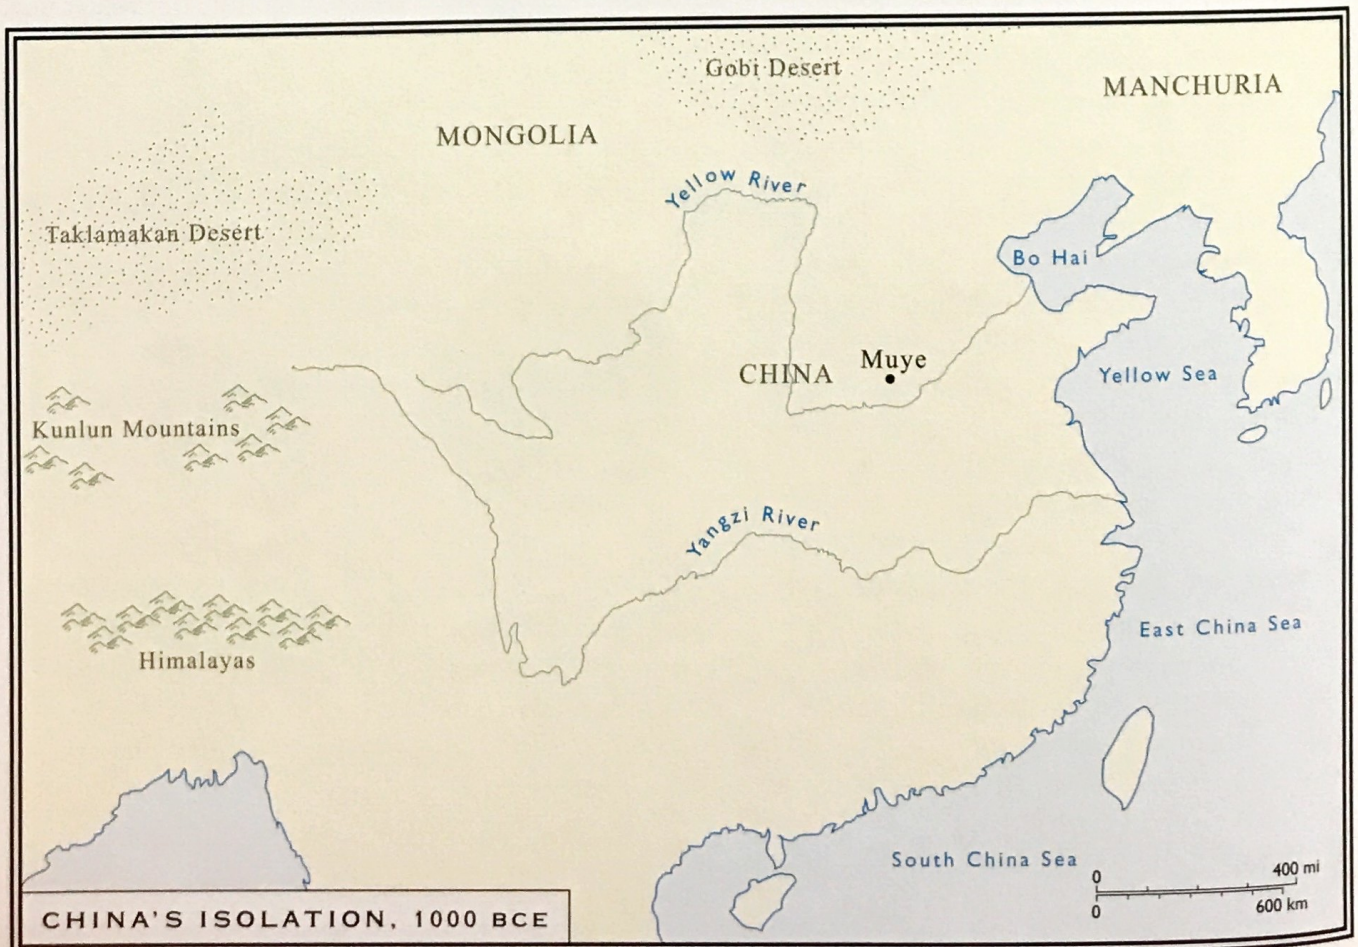 Gobi Desert
MANCHURIA
MONGOLIA
Yellow River
Taklamakan Desert
Bo Hai
CHINA
Muye
Yellow Sea
Kunlun Mountains
Yangzi River
East China Sea
Himalayas
South China Sea
0 400 mi
0 600 km
CHINA'S ISOLATION, 1000 BCE